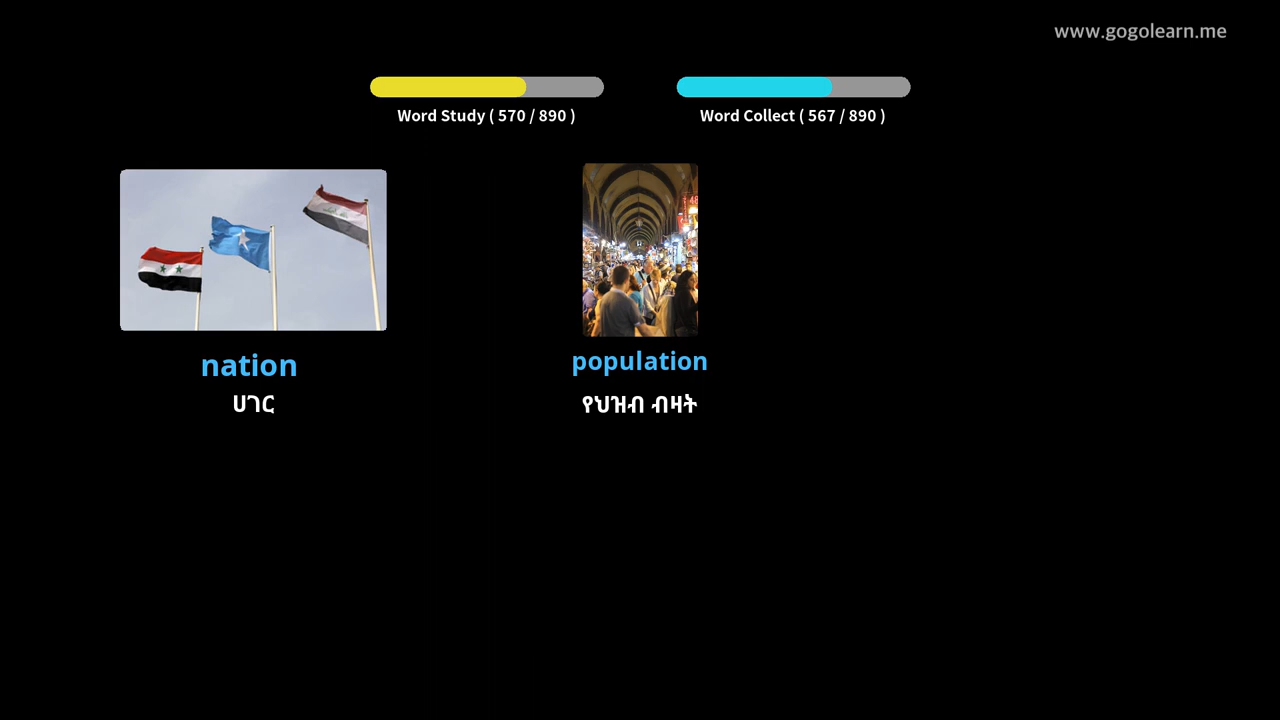 www.gogolearn.me
Word Study ( 570 / 890 )
Word Collect ( 567 / 890 )
nation
ሀገር
population
የህዝብ ብዛት